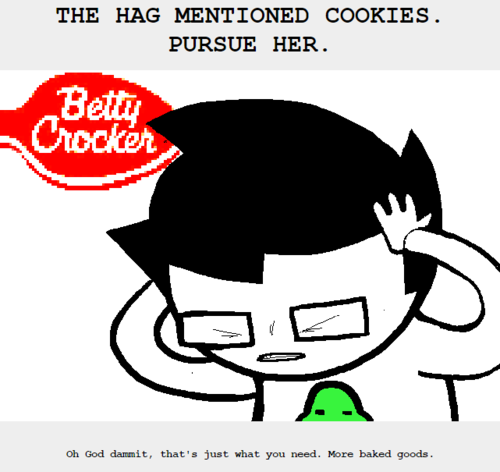 THE HAG MENTIONED COOKIES.
PURSUE HER.
Betty
Crocker
Oh God dammit, that's just what you need. More baked goods.